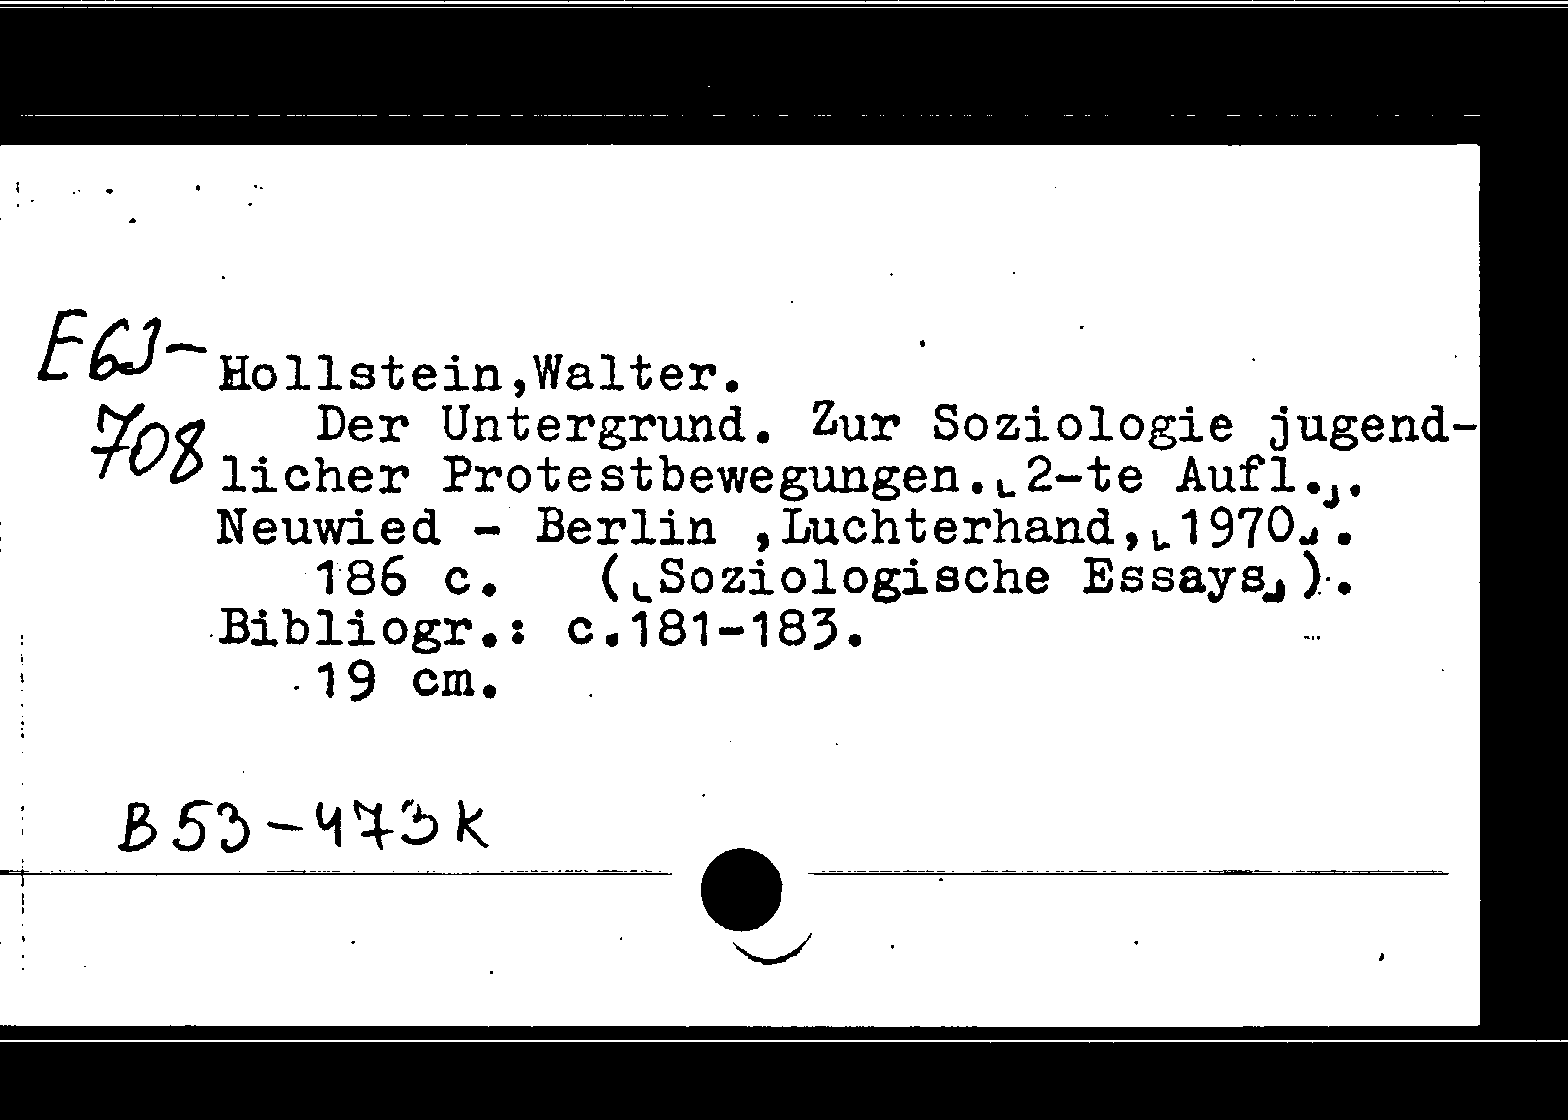 E63-
708
Hollstein,Walter.
Der Untergrund. Zur Soziologie jugend-
licher Protestbewegungen.[2-te Aufl.].
Neuwied - Berlin ,Luchterhand,[1970].
186 c. ([Soziologische Essays]).
Bibliogr.: c.181-183.
19 cm.
B53-473K